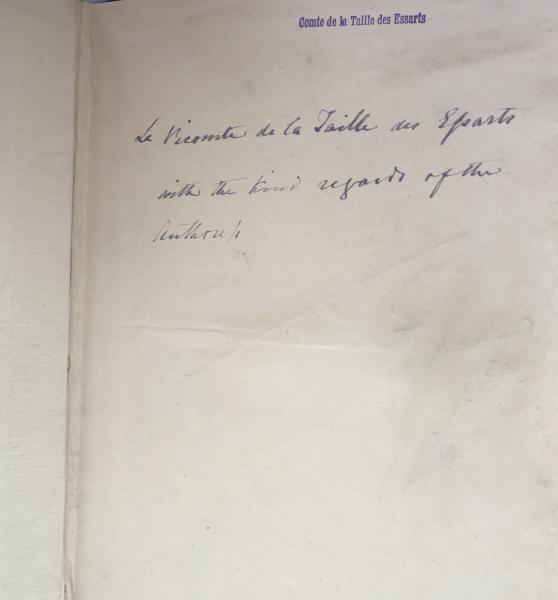 Comte de la Taille des Essarts
Le Vicomte de la Taille des Essarts
with the kind regards of the